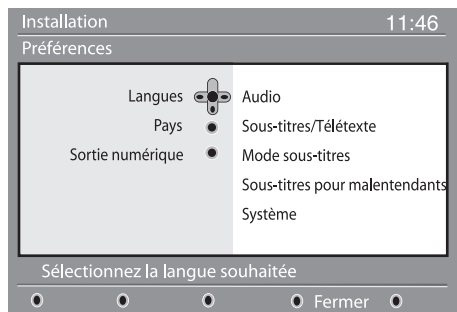 Installation 11:46
Préférences
Langues Audio
Pays Sous-titres/Télétexte
Sortie numérique Mode sous-titres
Sous-titres pour malentendants
Système
Sélectionnez la langue souhaitée
Fermer